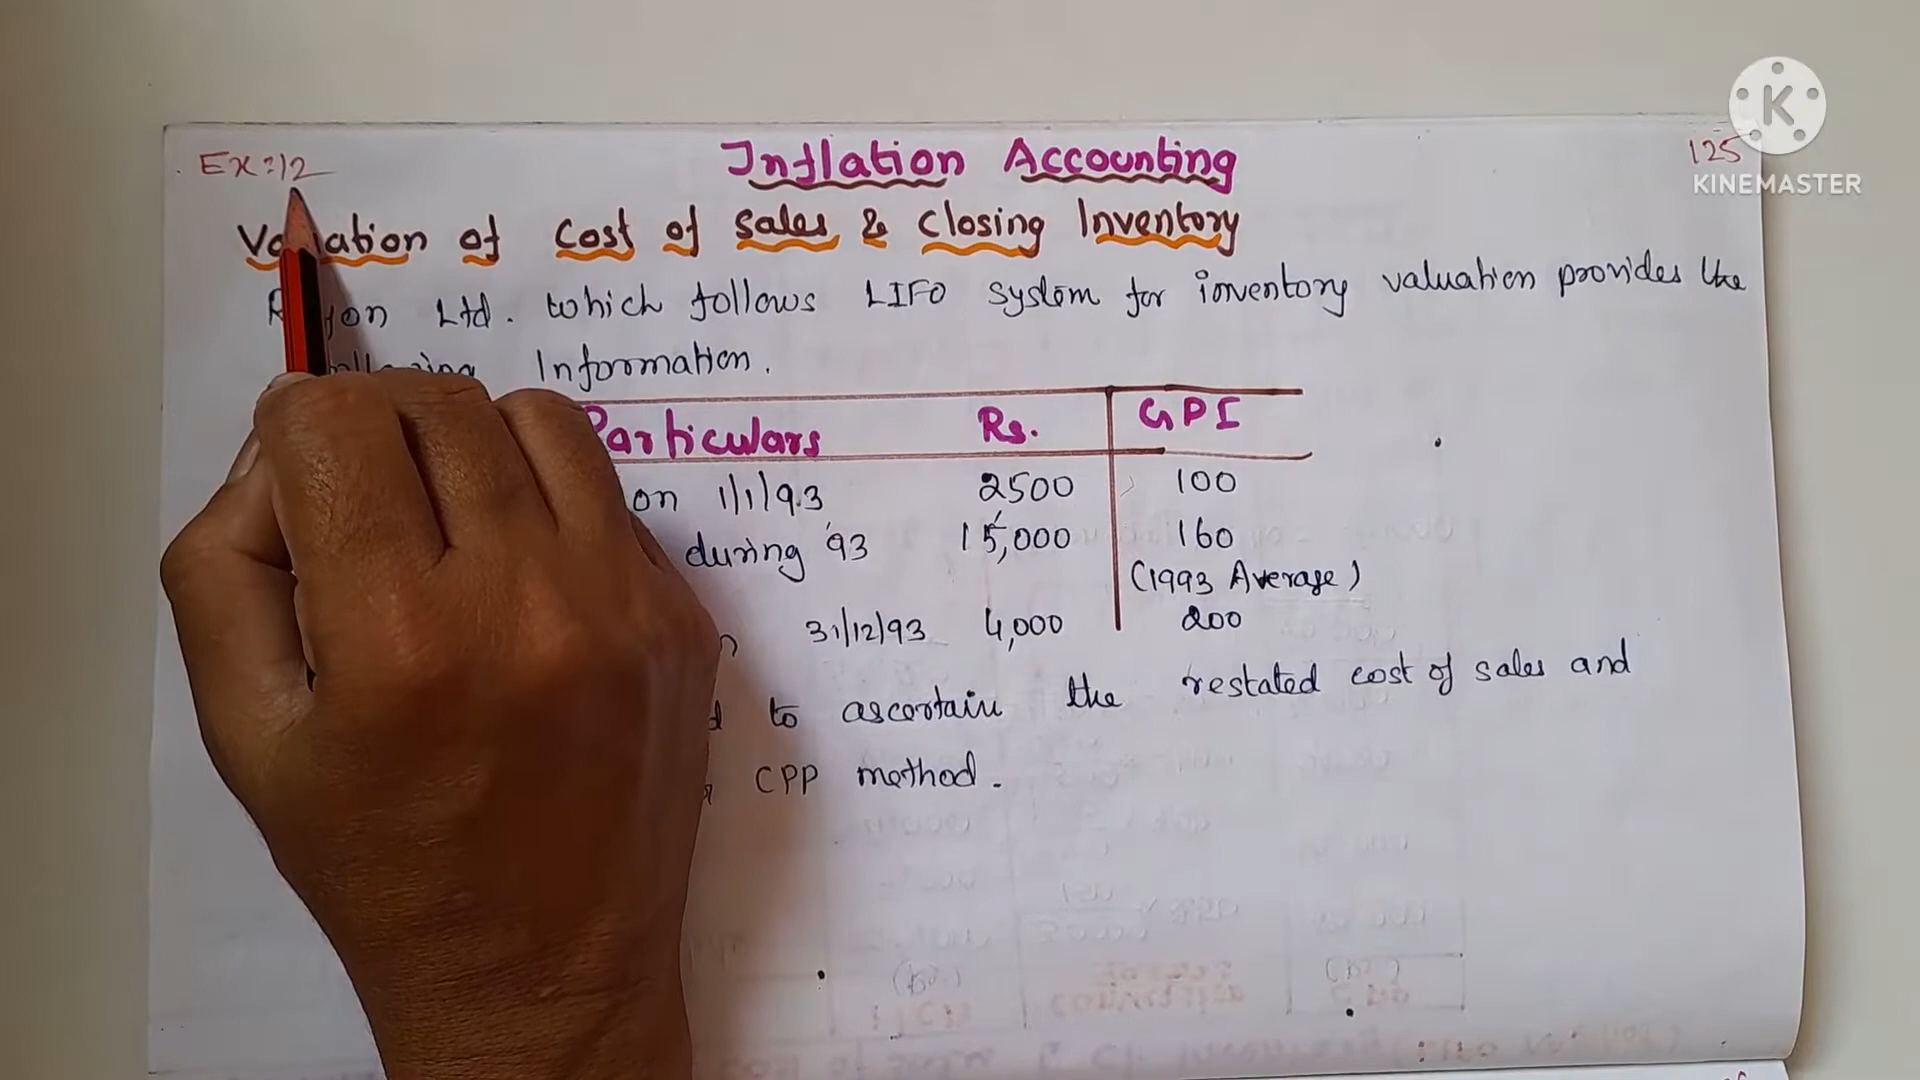 Ex:12
Inflation Accounting
125
KINEMASTER
of Cost of Sales & Closing Inventory
Ltd. which follows LIFO system for inventory valuation provides the
Information.
Particulars Rs. GPI
on 1/1/93 2500 100
during '93 15,000 160
(1993 Average)
31/12/93 4,000 200
to ascertain the restated cost of sales and
CPP method.